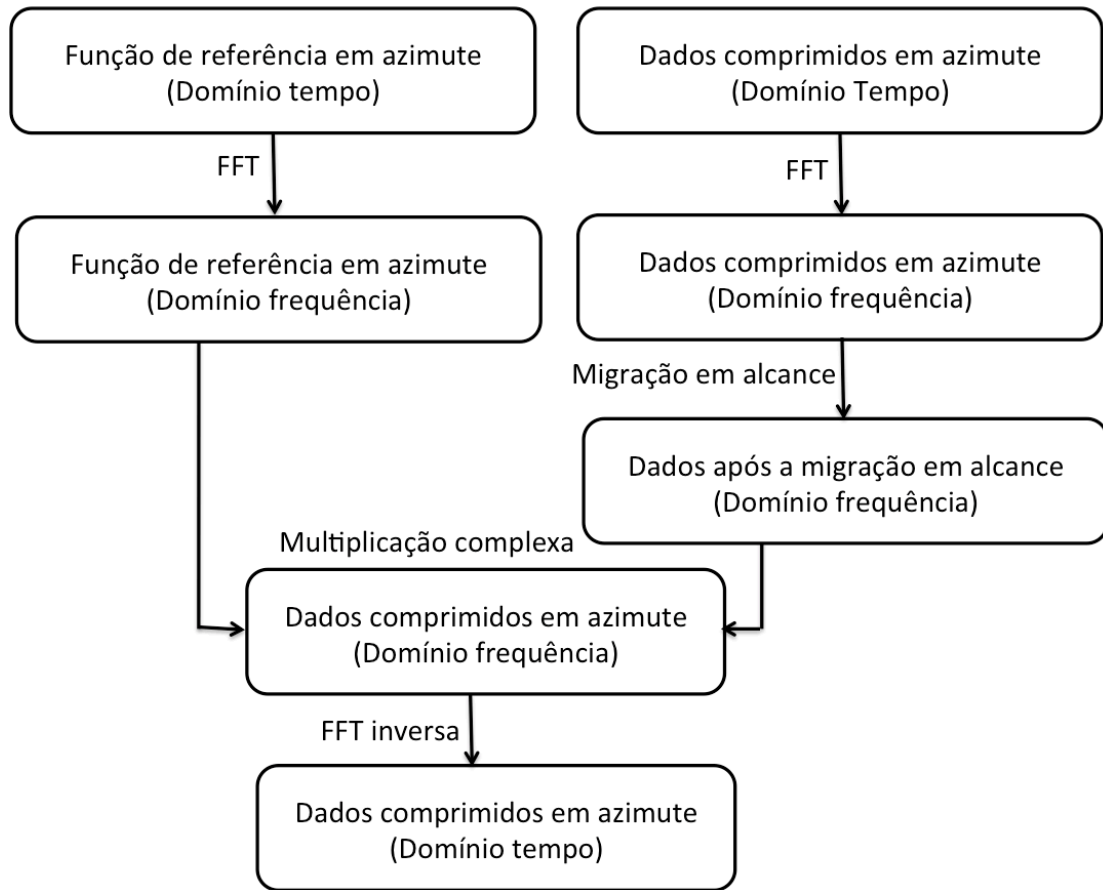 Função de referência em azimute
(Domínio tempo)
Dados comprimidos em azimute
(Domínio Tempo)
FFT
FFT
Função de referência em azimute
(Domínio frequência)
Dados comprimidos em azimute
(Domínio frequência)
Migração em alcance
Dados após a migração em alcance
(Domínio frequência)
Multiplicação complexa
Dados comprimidos em azimute
(Domínio frequência)
FFT inversa
Dados comprimidos em azimute
(Domínio tempo)